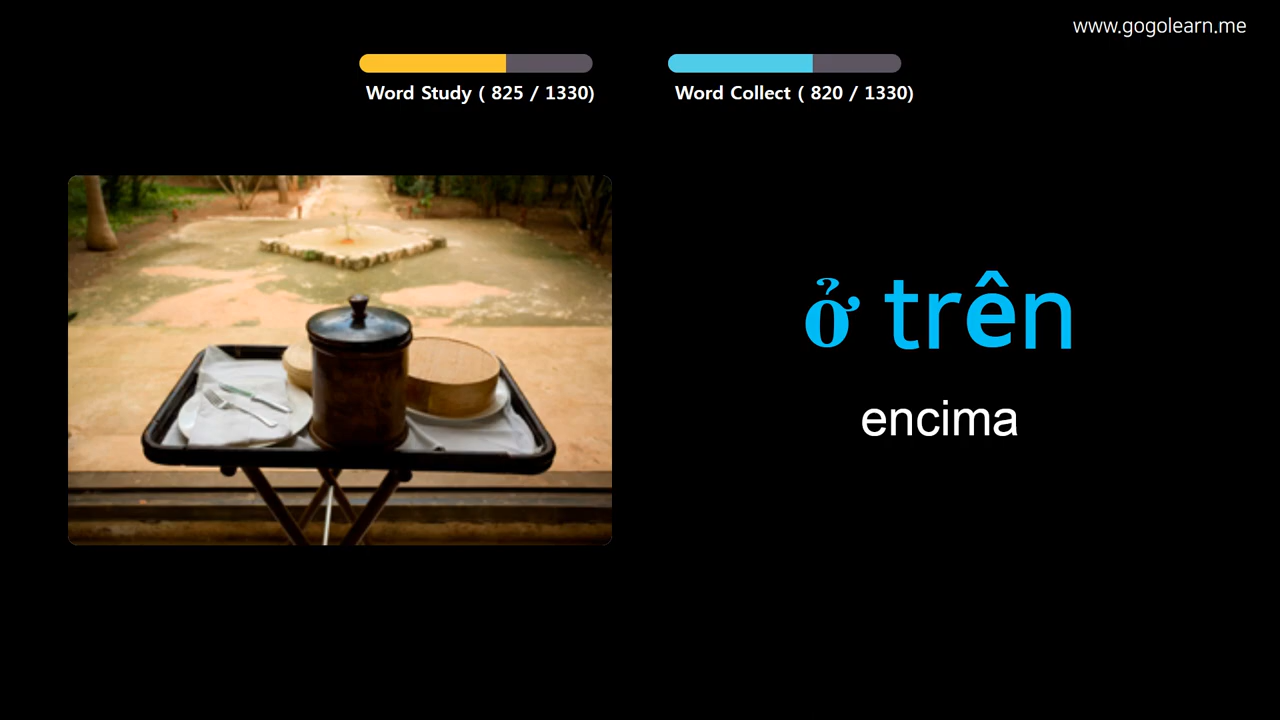 www.gogolearn.me
Word Study ( 825 / 1330)
Word Collect ( 820 / 1330)
ở trên
encima